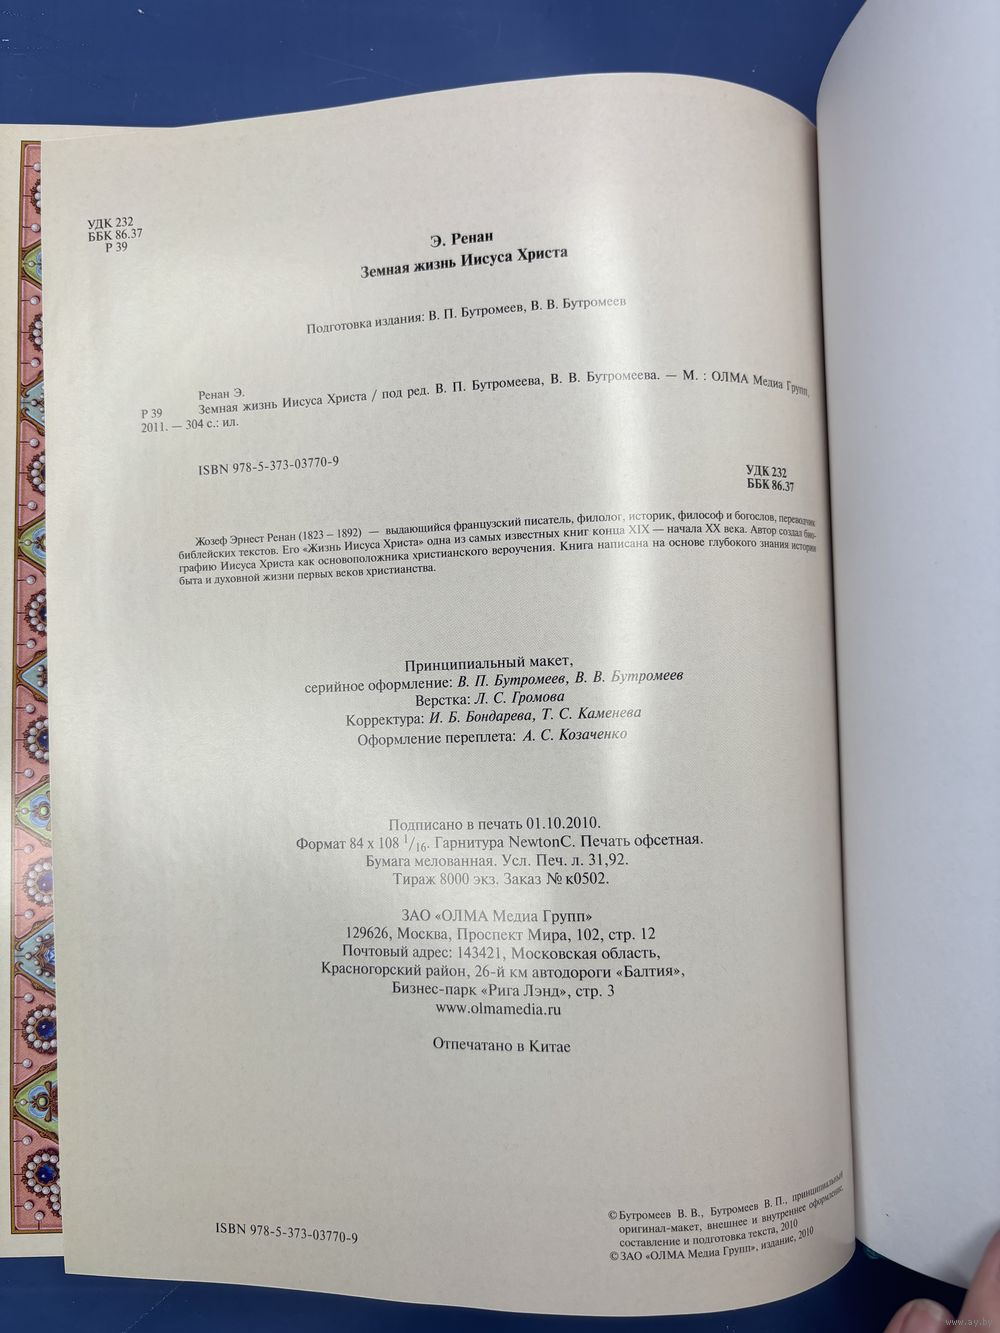 УДК 232
ББК 86.37
Р 39
Э. Ренан
Земная жизнь Иисуса Христа
Подготовка издания: В. П. Бутромеев, В. В. Бутромеев
Ренан Э.
Р 39 Земная жизнь Иисуса Христа / под ред. В. П. Бутромеева, В. В. Бутромеева. — М. : ОЛМА Медиа Групп,
2011. — 304 с.: ил.
ISBN 978-5-373-03770-9
УДК 232
ББК 86.37
Жозеф Эрнест Ренан (1823 – 1892) — выдающийся французский писатель, филолог, историк, философ и богослов, переводчик
библейских текстов. Его «Жизнь Иисуса Христа» одна из самых известных книг конца XIX — начала XX века. Автор создал био-
графию Иисуса Христа как основоположника христианского вероучения. Книга написана на основе глубокого знания истории
быта и духовной жизни первых веков христианства.
Принципиальный макет,
серийное оформление: В. П. Бутромеев, В. В. Бутромеев
Верстка: Л. С. Громова
Корректура: И. Б. Бондарева, Т. С. Каменева
Оформление переплета: А. С. Козаченко
Подписано в печать 01.10.2010.
Формат 84 х 108 1/16. Гарнитура NewtonC. Печать офсетная.
Бумага мелованная. Усл. Печ. л. 31,92.
Тираж 8000 экз. Заказ № к0502.
ЗАО «ОЛМА Медиа Групп»
129626, Москва, Проспект Мира, 102, стр. 12
Почтовый адрес: 143421, Московская область,
Красногорский район, 26-й км автодороги «Балтия»,
Бизнес-парк «Рига Лэнд», стр. 3
www.olmamedia.ru
Отпечатано в Китае
ISBN 978-5-373-03770-9
© Бутромеев В. В., Бутромеев В. П., принципиальный
оригинал-макет, внешнее и внутреннее оформление,
составление и подготовка текста, 2010
© ЗАО «ОЛМА Медиа Групп», издание, 2010
www.ay.by